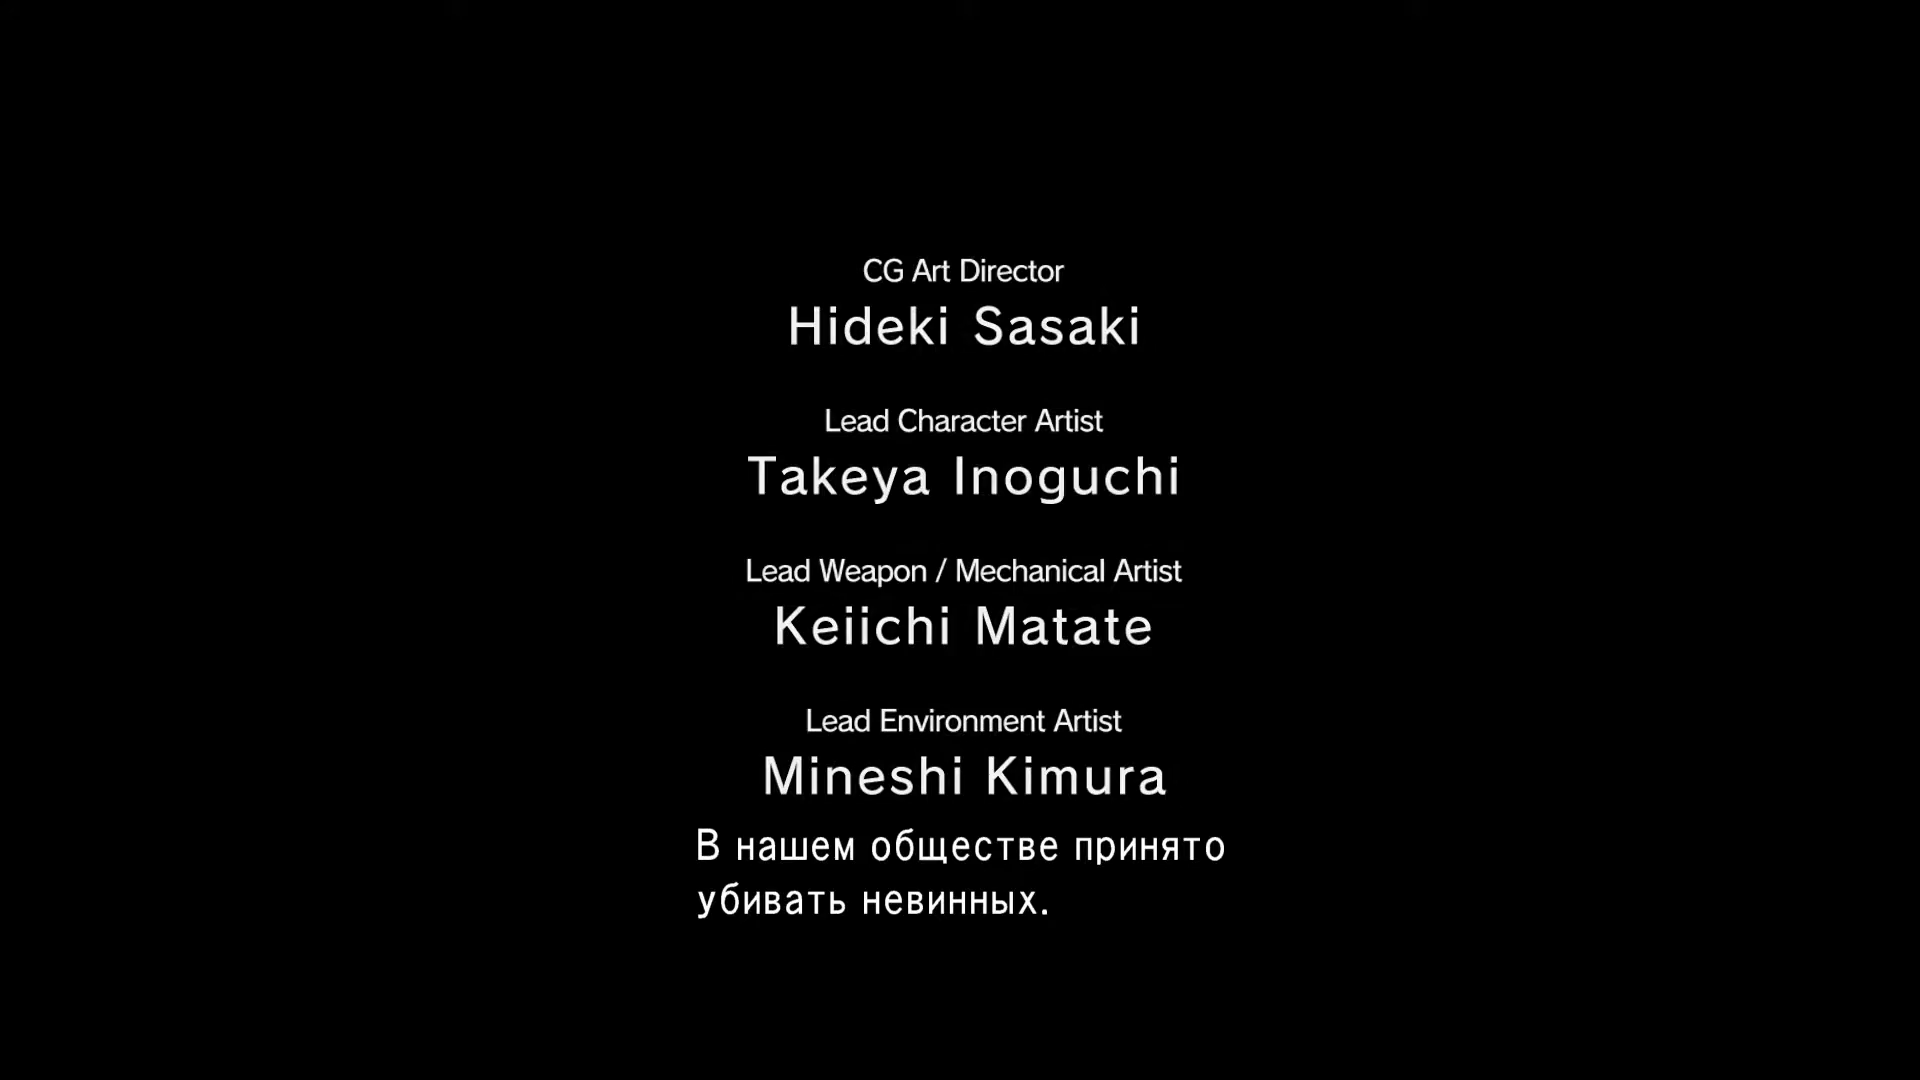 CG Art Director
Hideki Sasaki
Lead Character Artist
Takeya Inoguchi
Lead Weapon / Mechanical Artist
Keiichi Matate
Lead Environment Artist
Mineshi Kimura
В нашем обществе принято
убивать невинных.